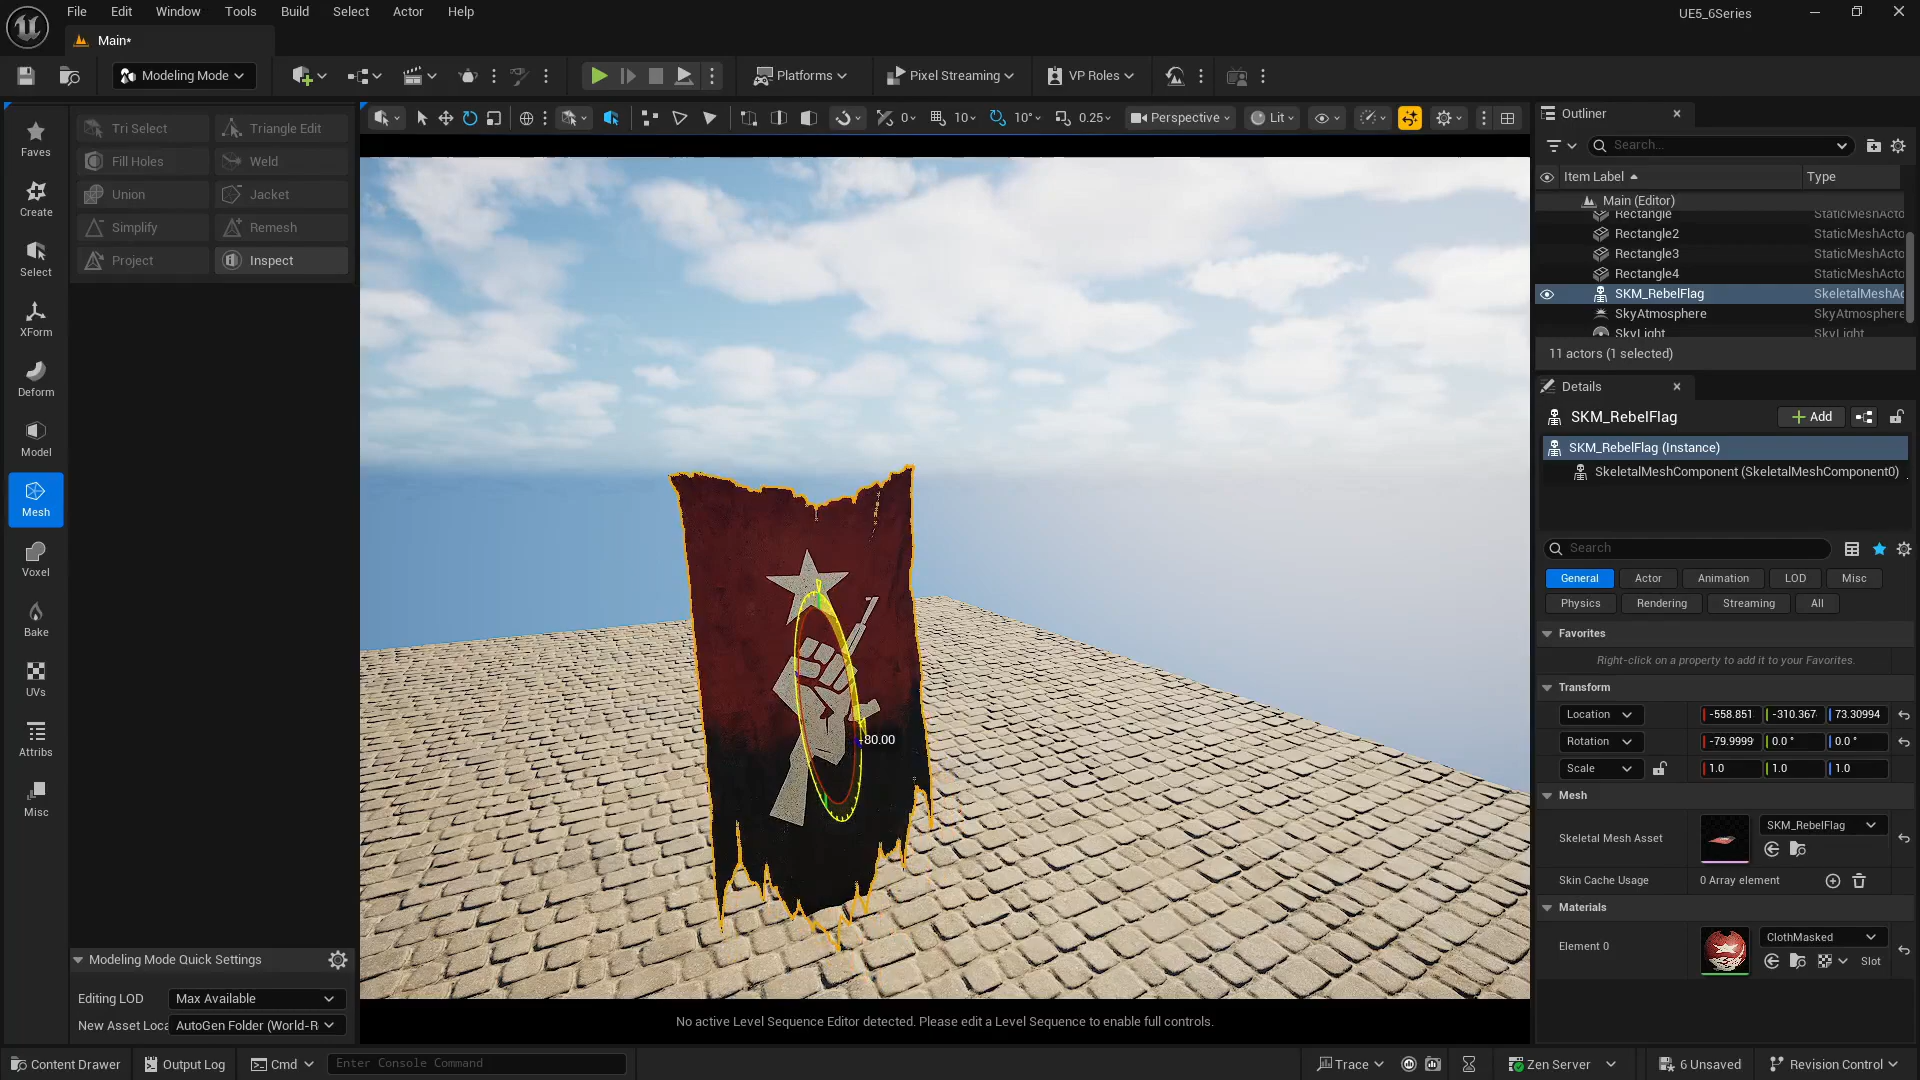 File Edit Window Tools Build Select Actor Help
UE5_6Series
Main*
Modeling Mode
Platforms
Pixel Streaming
VP Roles
Faves
Create
Select
XForm
Deform
Model
Mesh
Voxel
Bake
UVs
Attribs
Misc
Tri Select Triangle Edit
Fill Holes Weld
Union Jacket
Simplify Remesh
Project Inspect
Modeling Mode Quick Settings
Editing LOD Max Available
New Asset Loca AutoGen Folder (World-R
0 10 10° 0.25 Perspective Lit
-80.00
No active Level Sequence Editor detected. Please edit a Level Sequence to enable full controls.
Outliner
Search...
Item Label Type
Main (Editor)
Rectangle StaticMeshActo
Rectangle2 StaticMeshActo
Rectangle3 StaticMeshActo
Rectangle4 StaticMeshActo
SKM_RebelFlag SkeletalMeshAc
SkyAtmosphere SkyAtmosphere
SkyLight SkyLight
11 actors (1 selected)
Details
SKM_RebelFlag
Add
SKM_RebelFlag (Instance)
SkeletalMeshComponent (SkeletalMeshComponent0)
Search
General Actor Animation LOD Misc
Physics Rendering Streaming All
Favorites
Right-click on a property to add it to your Favorites.
Transform
Location -558.851 -310.367 73.30994
Rotation -79.9999 0.0 ° 0.0 °
Scale 1.0 1.0 1.0
Mesh
Skeletal Mesh Asset SKM_RebelFlag
Skin Cache Usage 0 Array element
Materials
Element 0 ClothMasked
Slot
Content Drawer Output Log Cmd Enter Console Command
Trace Zen Server 6 Unsaved Revision Control